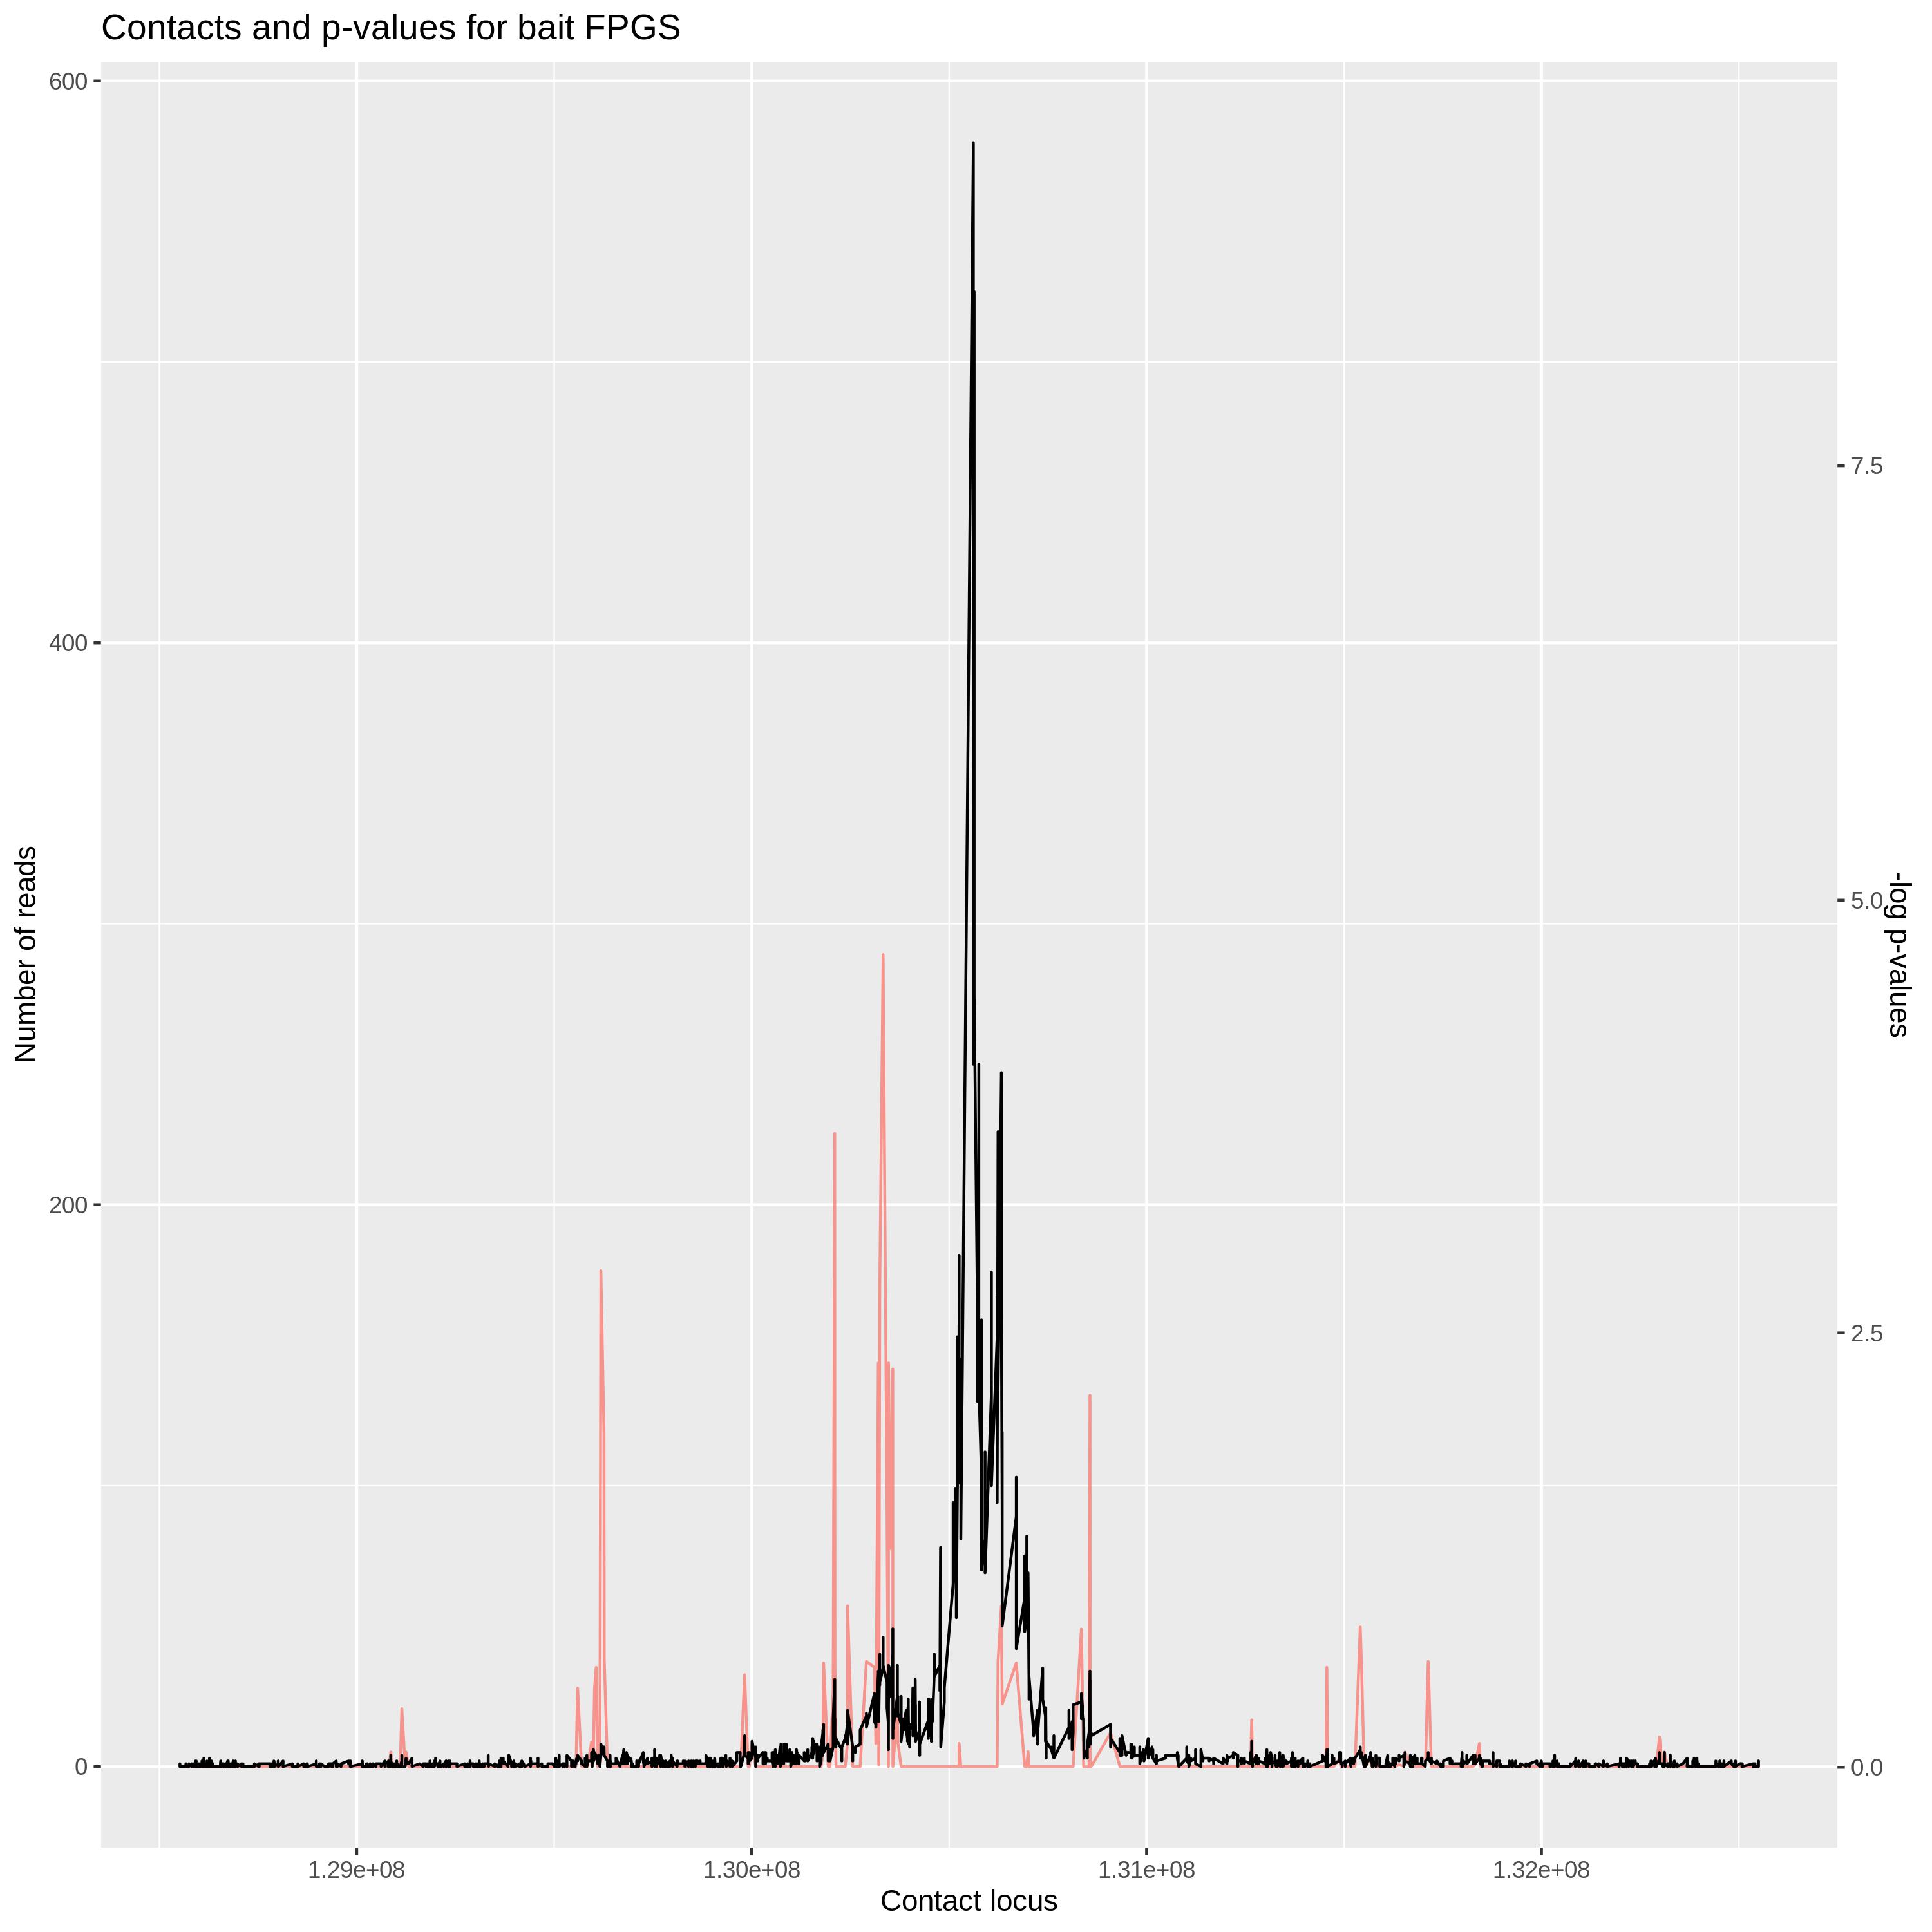 Contacts and p-values for bait FPGS
600
400
200
0
Number of reads
7.5
5.0
2.5
0.0
-log p-values
1.29e+08
1.30e+08
1.31e+08
1.32e+08
Contact locus